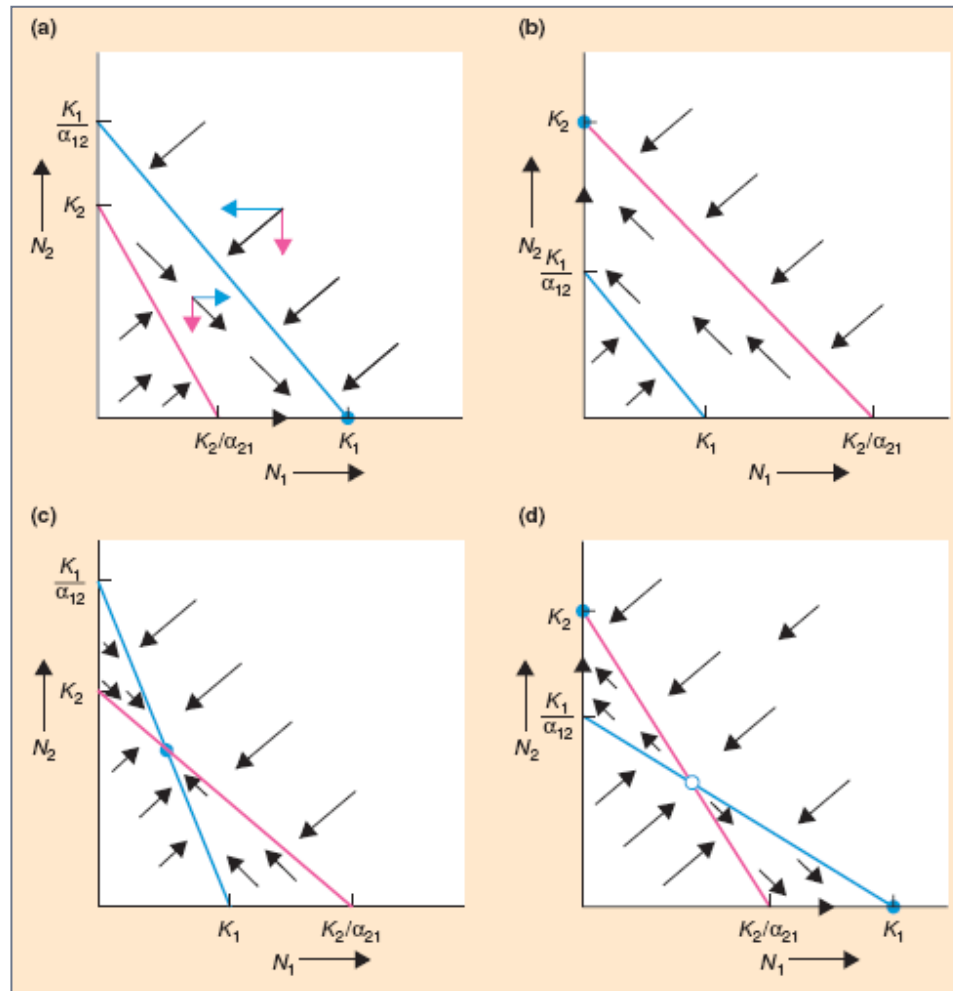 (a)
K₁
α₁₂
K₂
N₂
K₂/α₂₁
K₁
N₁
(b)
K₂
N₂
K₁
α₁₂
K₁
K₂/α₂₁
N₁
(c)
K₁
α₁₂
K₂
N₂
K₁
K₂/α₂₁
N₁
(d)
K₂
K₁
α₁₂
N₂
K₂/α₂₁
K₁
N₁